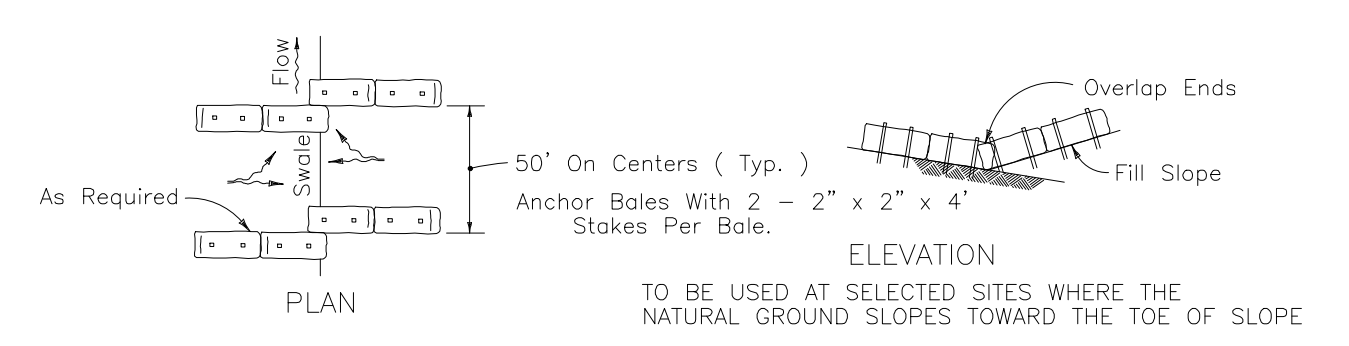 Flow
Swale
As Required
50' On Centers ( Typ. )
Anchor Bales With 2 - 2" x 2" x 4'
Stakes Per Bale.
PLAN
Overlap Ends
Fill Slope
ELEVATION
TO BE USED AT SELECTED SITES WHERE THE
NATURAL GROUND SLOPES TOWARD THE TOE OF SLOPE